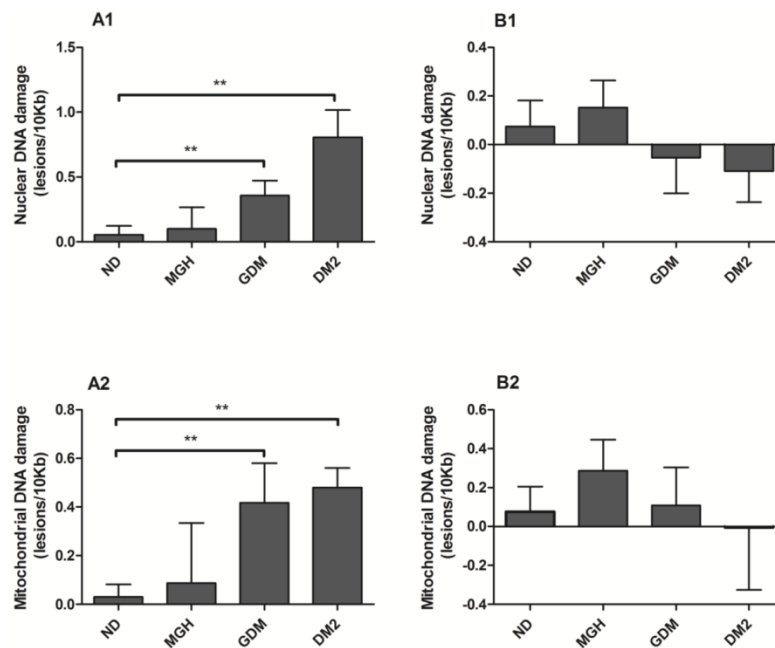 A1
Nuclear DNA damage
(lesions/10Kb)
1.5
1.0
0.5
0.0
**
**
ND
MGH
GDM
DM2
B1
Nuclear DNA damage
(lesions/10Kb)
0.4
0.2
0.0
-0.2
-0.4
ND
MGH
GDM
DM2
A2
Mitochondrial DNA damage
(lesions/10Kb)
0.8
0.6
0.4
0.2
0.0
**
**
ND
MGH
GDM
DM2
B2
Mitochondrial DNA damage
(lesions/10Kb)
0.6
0.4
0.2
0.0
-0.2
-0.4
ND
MGH
GDM
DM2